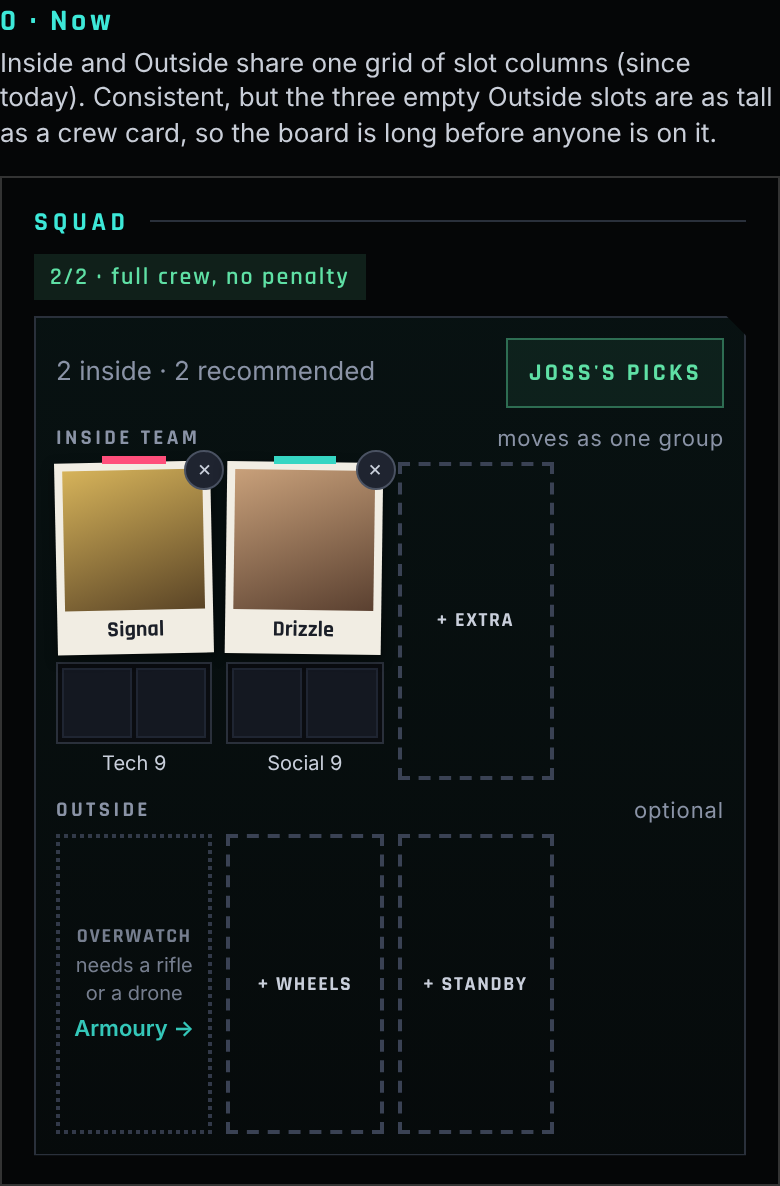 0 · Now
Inside and Outside share one grid of slot columns (since
today). Consistent, but the three empty Outside slots are as tall
as a crew card, so the board is long before anyone is on it.
SQUAD
2/2 · full crew, no penalty
2 inside · 2 recommended
JOSS'S PICKS
INSIDE TEAM
moves as one group
✕
✕
Signal
Drizzle
+ EXTRA
Tech 9
Social 9
OUTSIDE
optional
OVERWATCH
needs a rifle
or a drone
Armoury →
+ WHEELS
+ STANDBY